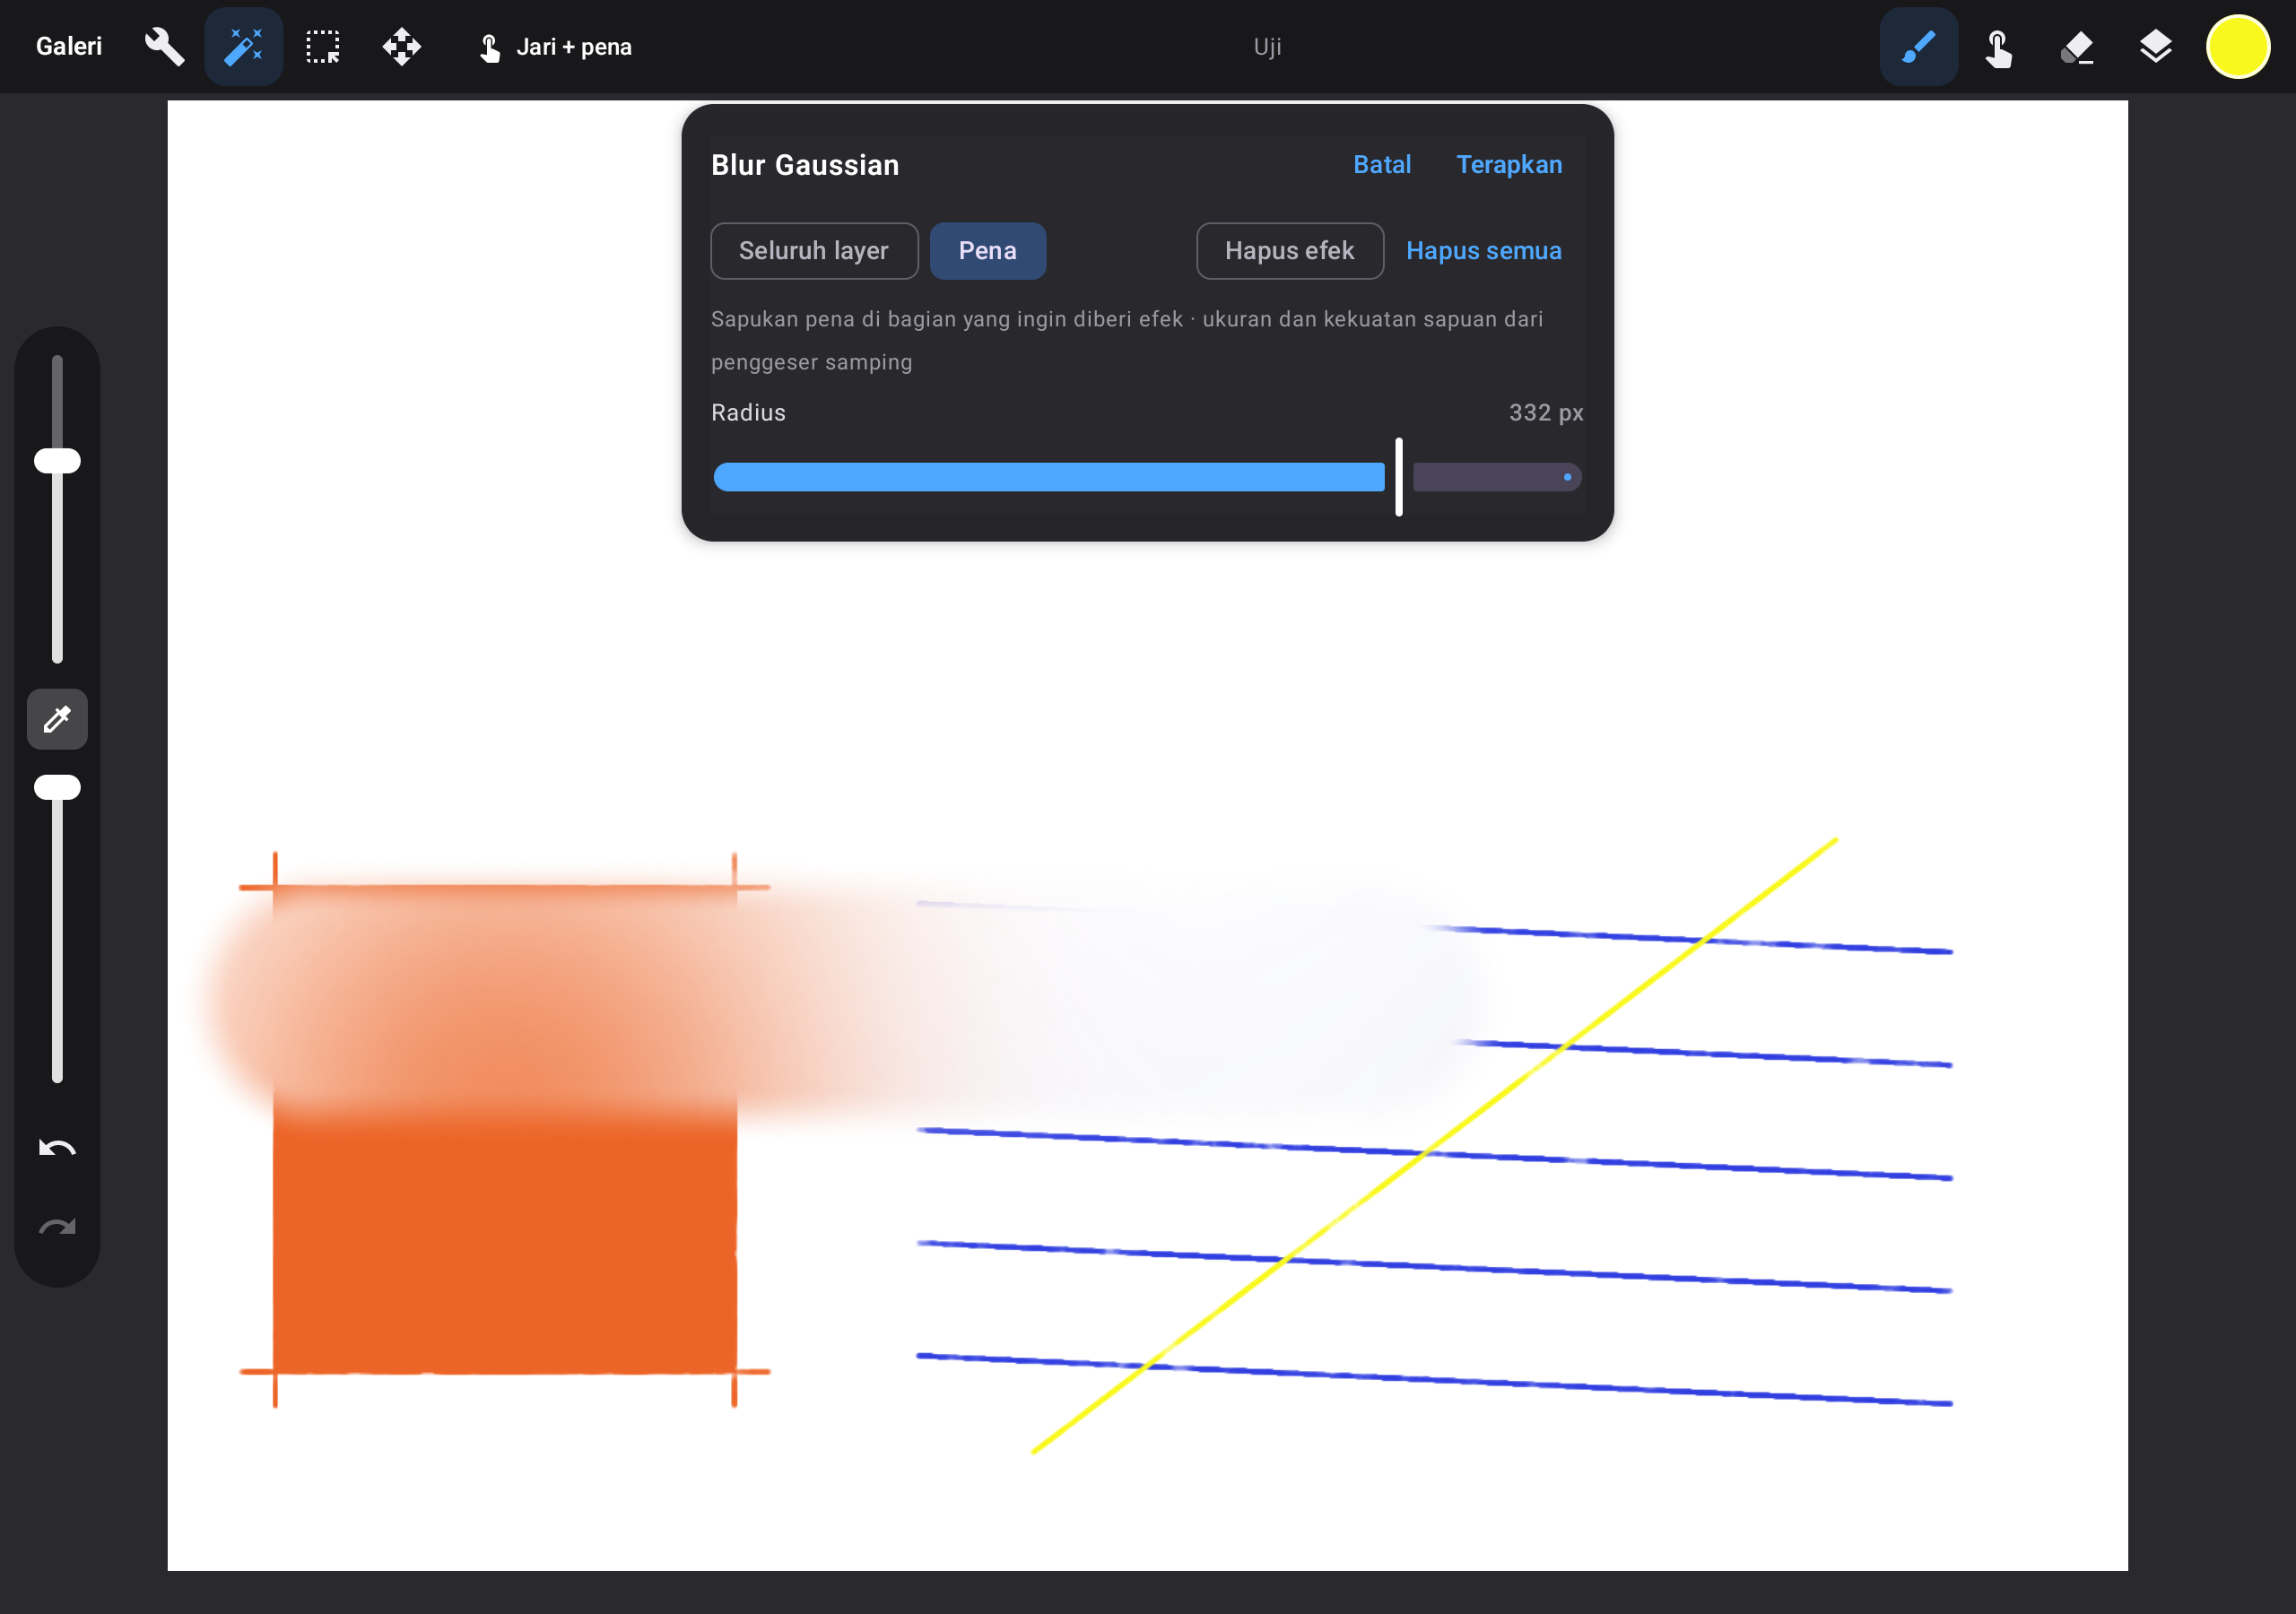 Galeri
Jari + pena
Uji
Blur Gaussian
Batal
Terapkan
Seluruh layer
Pena
Hapus efek
Hapus semua
Sapukan pena di bagian yang ingin diberi efek · ukuran dan kekuatan sapuan dari
penggeser samping
Radius
332 px